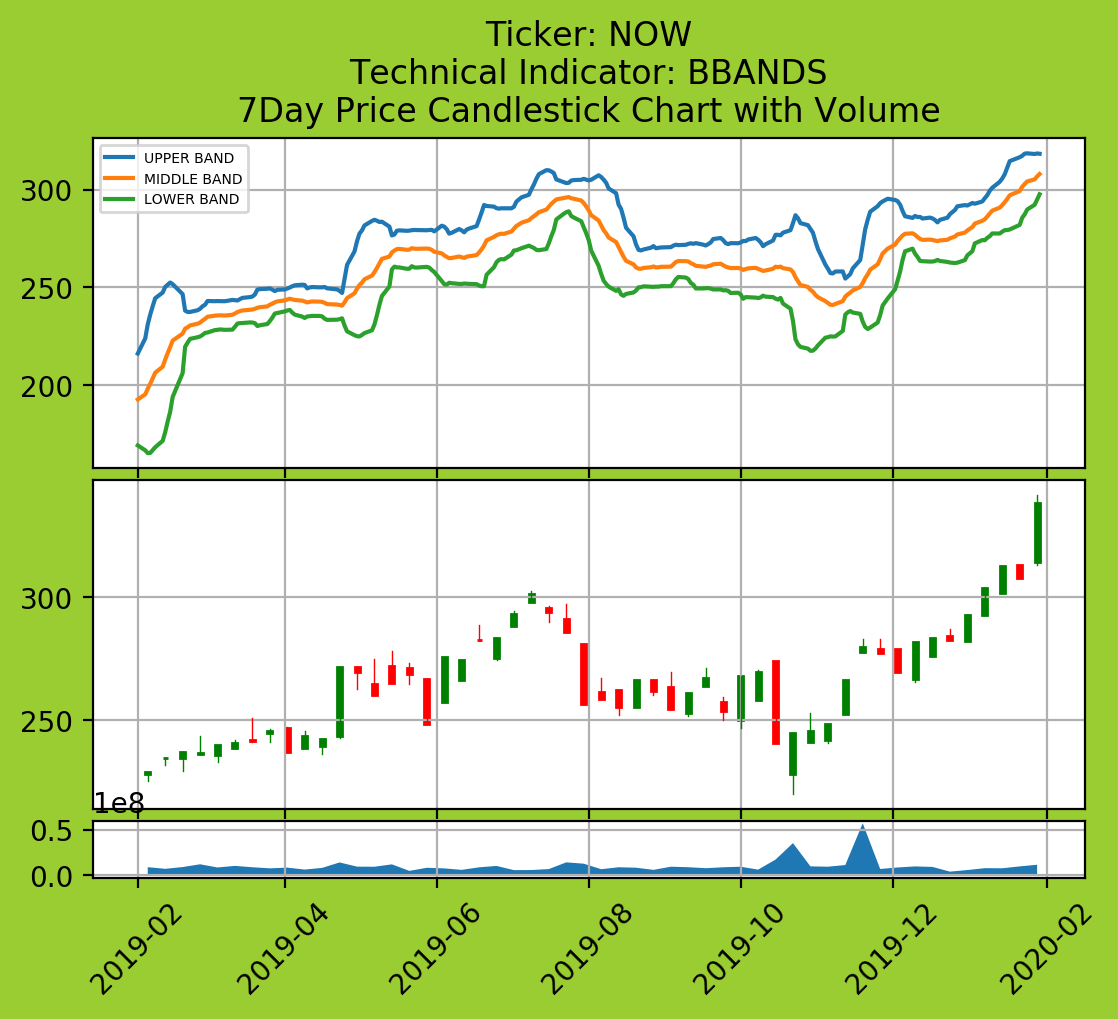 Ticker: NOW
Technical Indicator: BBANDS
7Day Price Candlestick Chart with Volume
UPPER BAND
MIDDLE BAND
LOWER BAND
300
250
200
300
250
1e8
0.5
0.0
2019-02
2019-04
2019-06
2019-08
2019-10
2019-12
2020-02